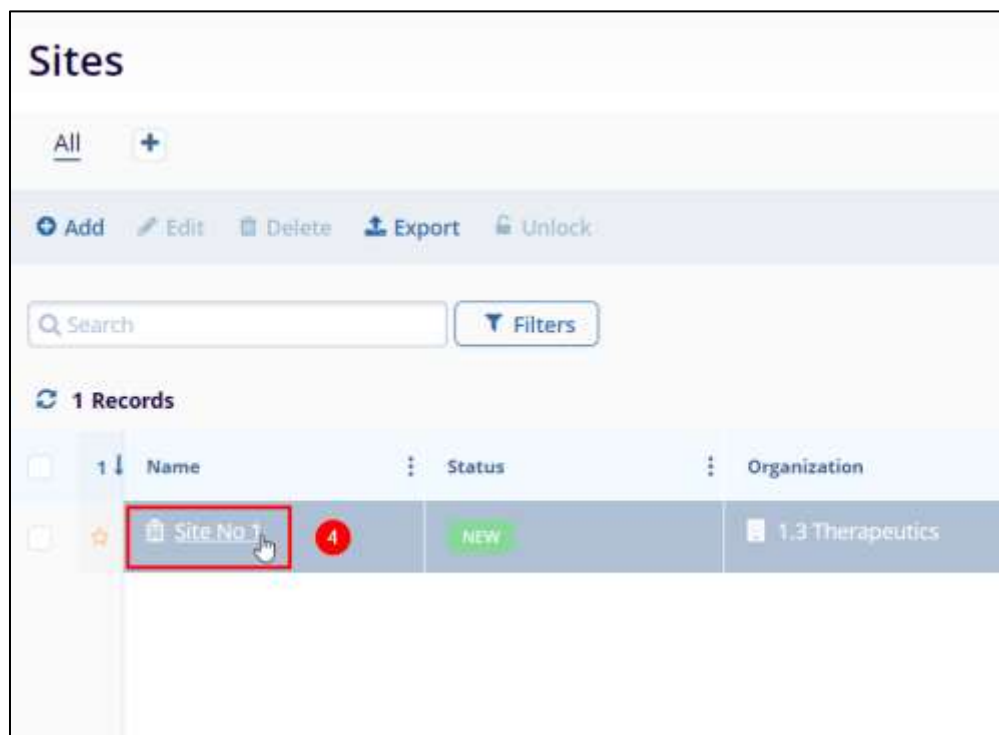 Sites
All
Add Edit Delete Export Unlock
Search Filters
1 Records
1 Name Status Organization
Site No 1 4 NEW 1.3 Therapeutics